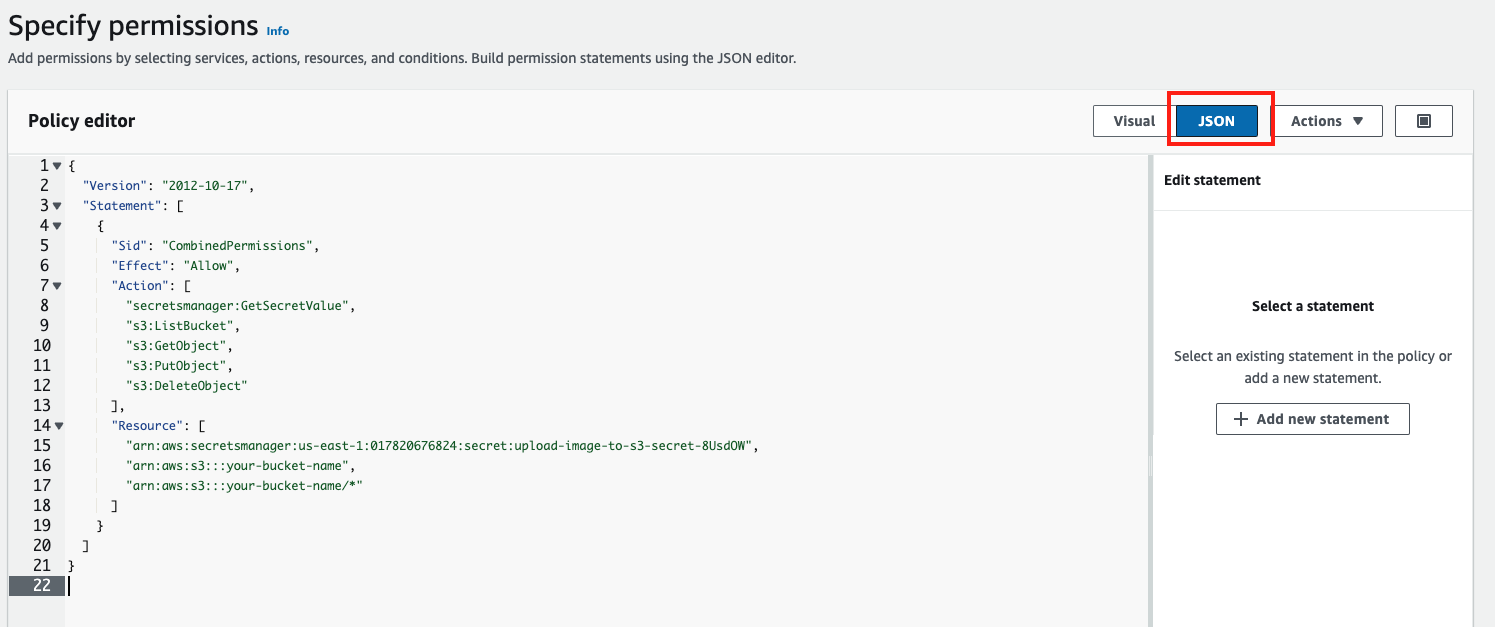 Specify permissions Info
Add permissions by selecting services, actions, resources, and conditions. Build permission statements using the JSON editor.
Policy editor
Visual
JSON
Actions
1 {
2 "Version": "2012-10-17",
3 "Statement": [
4 {
5 "Sid": "CombinedPermissions",
6 "Effect": "Allow",
7 "Action": [
8 "secretsmanager:GetSecretValue",
9 "s3:ListBucket",
10 "s3:GetObject",
11 "s3:PutObject",
12 "s3:DeleteObject"
13 ],
14 "Resource": [
15 "arn:aws:secretsmanager:us-east-1:017820676824:secret:upload-image-to-s3-secret-8UsdOW",
16 "arn:aws:s3:::your-bucket-name",
17 "arn:aws:s3:::your-bucket-name/*"
18 ]
19 }
20 ]
21 }
22
Edit statement
Select a statement
Select an existing statement in the policy or
add a new statement.
+ Add new statement